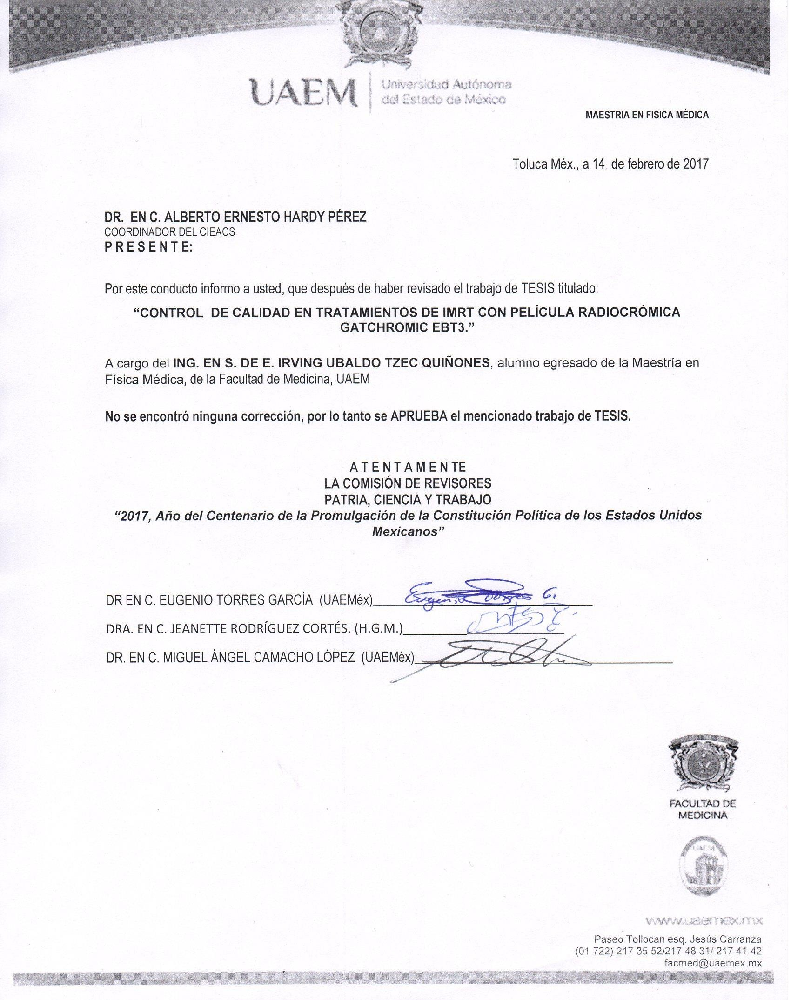 UAEM
Universidad Autónoma
del Estado de México
MAESTRIA EN FISICA MÉDICA
Toluca Méx., a 14 de febrero de 2017
DR. EN C. ALBERTO ERNESTO HARDY PÉREZ
COORDINADOR DEL CIEACS
P R E S E N T E:
Por este conducto informo a usted, que después de haber revisado el trabajo de TESIS titulado:
“CONTROL DE CALIDAD EN TRATAMIENTOS DE IMRT CON PELÍCULA RADIOCRÓMICA
GATCHROMIC EBT3.”
A cargo del ING. EN S. DE E. IRVING UBALDO TZEC QUIÑONES, alumno egresado de la Maestría en
Física Médica, de la Facultad de Medicina, UAEM
No se encontró ninguna corrección, por lo tanto se APRUEBA el mencionado trabajo de TESIS.
A T E N T A M E N TE
LA COMISIÓN DE REVISORES
PATRIA, CIENCIA Y TRABAJO
“2017, Año del Centenario de la Promulgación de la Constitución Política de los Estados Unidos
Mexicanos”
DR EN C. EUGENIO TORRES GARCÍA (UAEMéx) Eugenio Torres G.
DRA. EN C. JEANETTE RODRÍGUEZ CORTÉS. (H.G.M.)
DR. EN C. MIGUEL ÁNGEL CAMACHO LÓPEZ (UAEMéx)
FACULTAD DE
MEDICINA
UAEM
www.uaemex.mx
Paseo Tollocan esq. Jesús Carranza
(01 722) 217 35 52/217 48 31/ 217 41 42
facmed@uaemex.mx